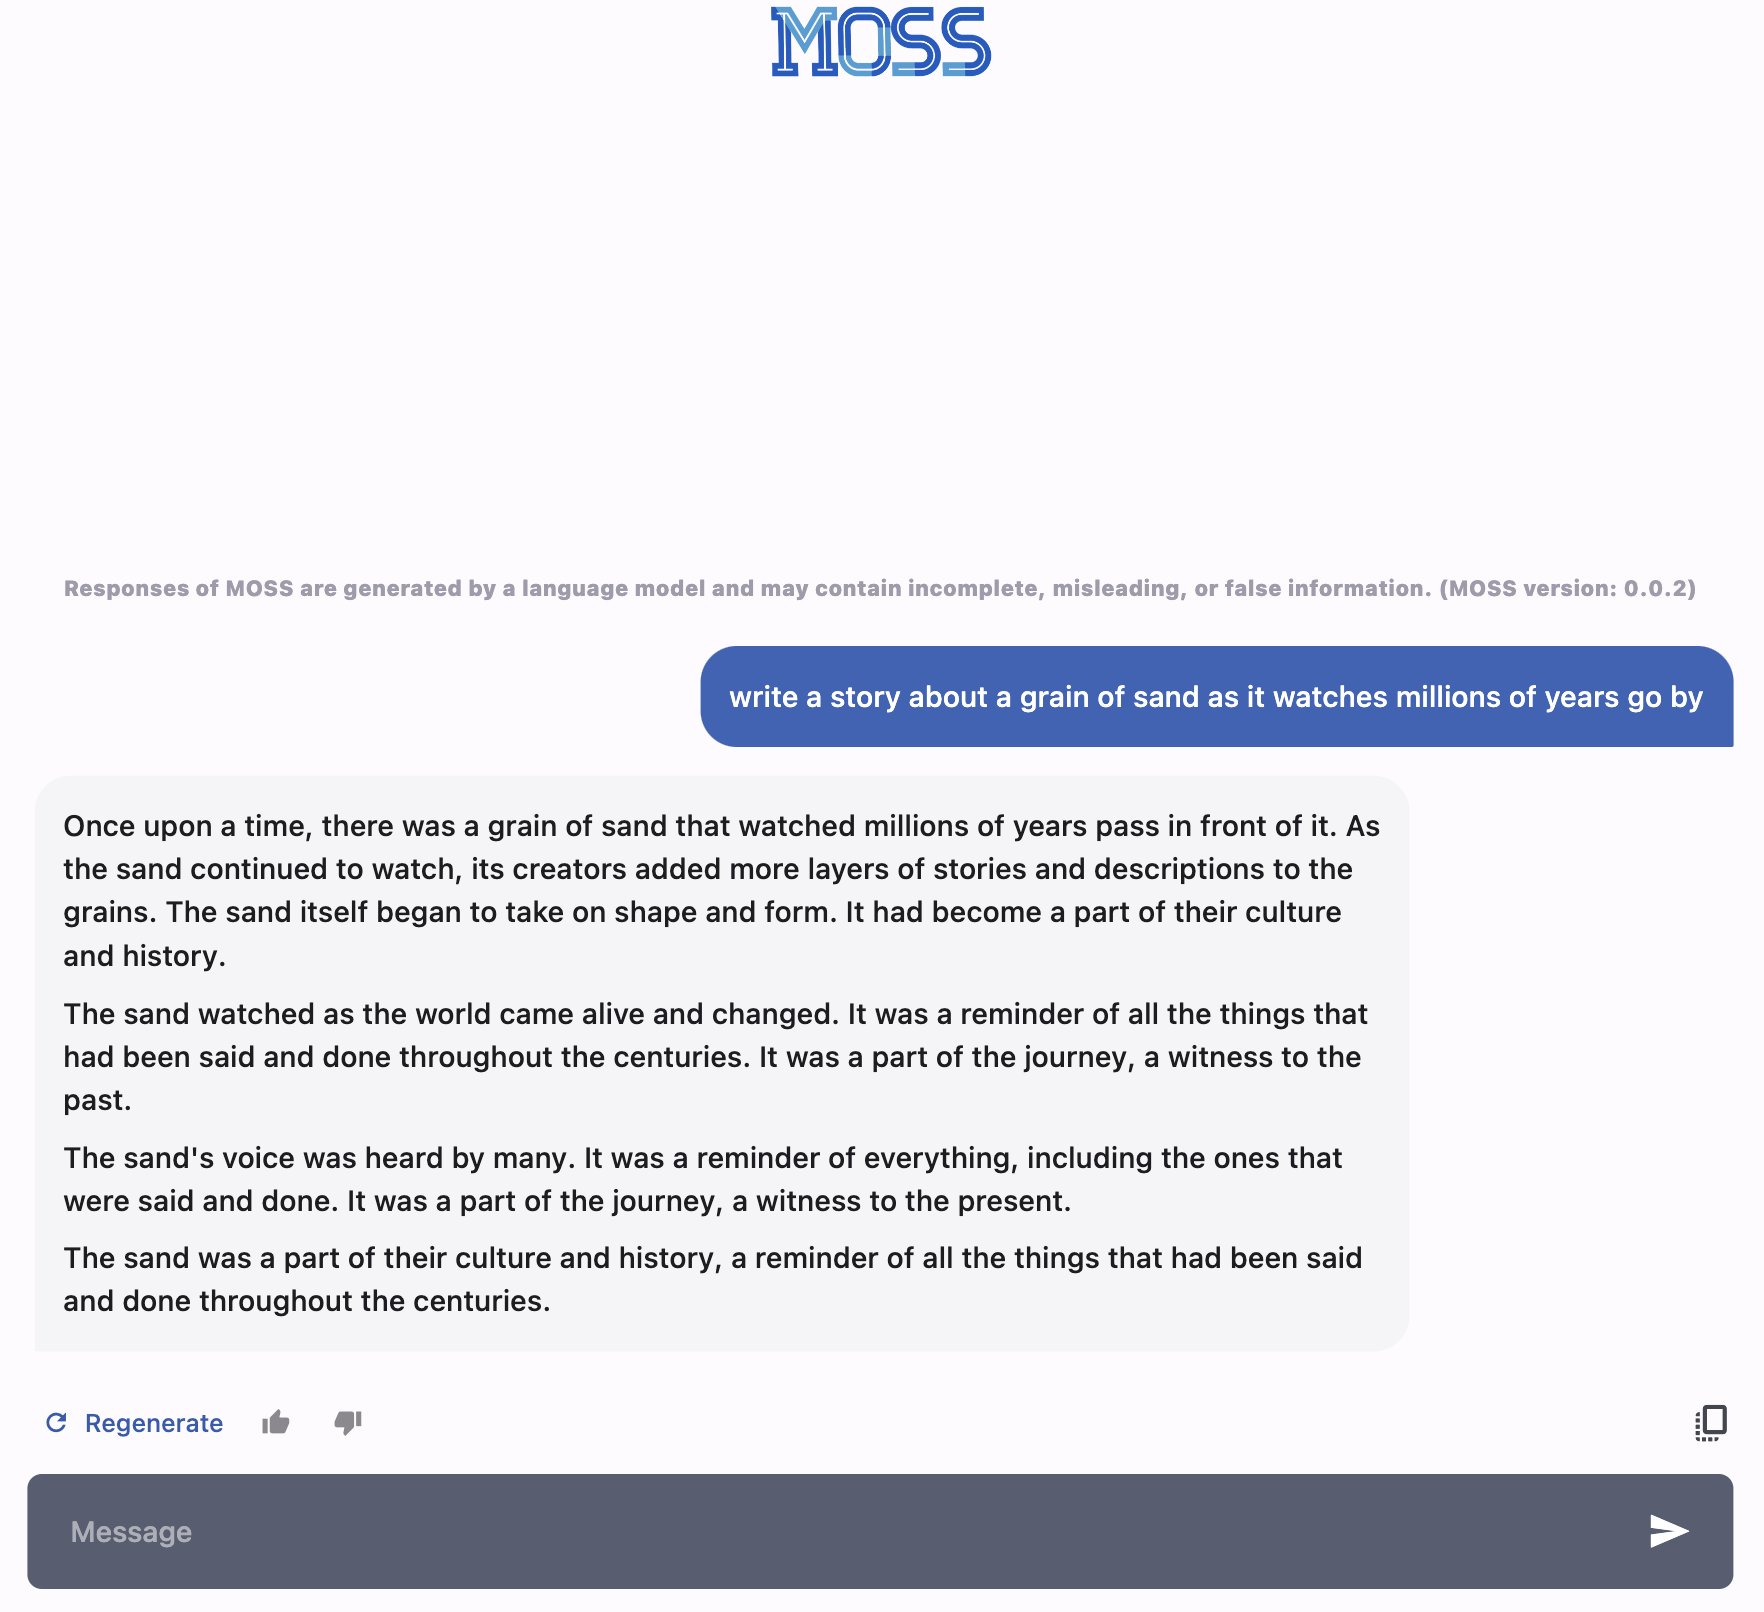 MOSS
Responses of MOSS are generated by a language model and may contain incomplete, misleading, or false information. (MOSS version: 0.0.2)
write a story about a grain of sand as it watches millions of years go by
Once upon a time, there was a grain of sand that watched millions of years pass in front of it. As
the sand continued to watch, its creators added more layers of stories and descriptions to the
grains. The sand itself began to take on shape and form. It had become a part of their culture
and history.
The sand watched as the world came alive and changed. It was a reminder of all the things that
had been said and done throughout the centuries. It was a part of the journey, a witness to the
past.
The sand's voice was heard by many. It was a reminder of everything, including the ones that
were said and done. It was a part of the journey, a witness to the present.
The sand was a part of their culture and history, a reminder of all the things that had been said
and done throughout the centuries.
Regenerate
Message